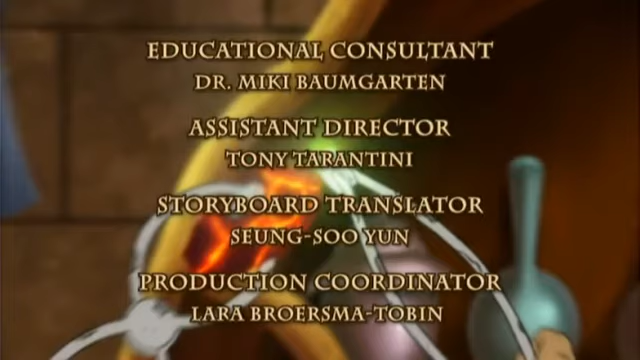 EDUCATIONAL CONSULTANT
DR. MIKI BAUMGARTEN
ASSISTANT DIRECTOR
TONY TARANTINI
STORYBOARD TRANSLATOR
SEUNG-SOO YUN
PRODUCTION COORDINATOR
LARA BROERSMA-TOBIN